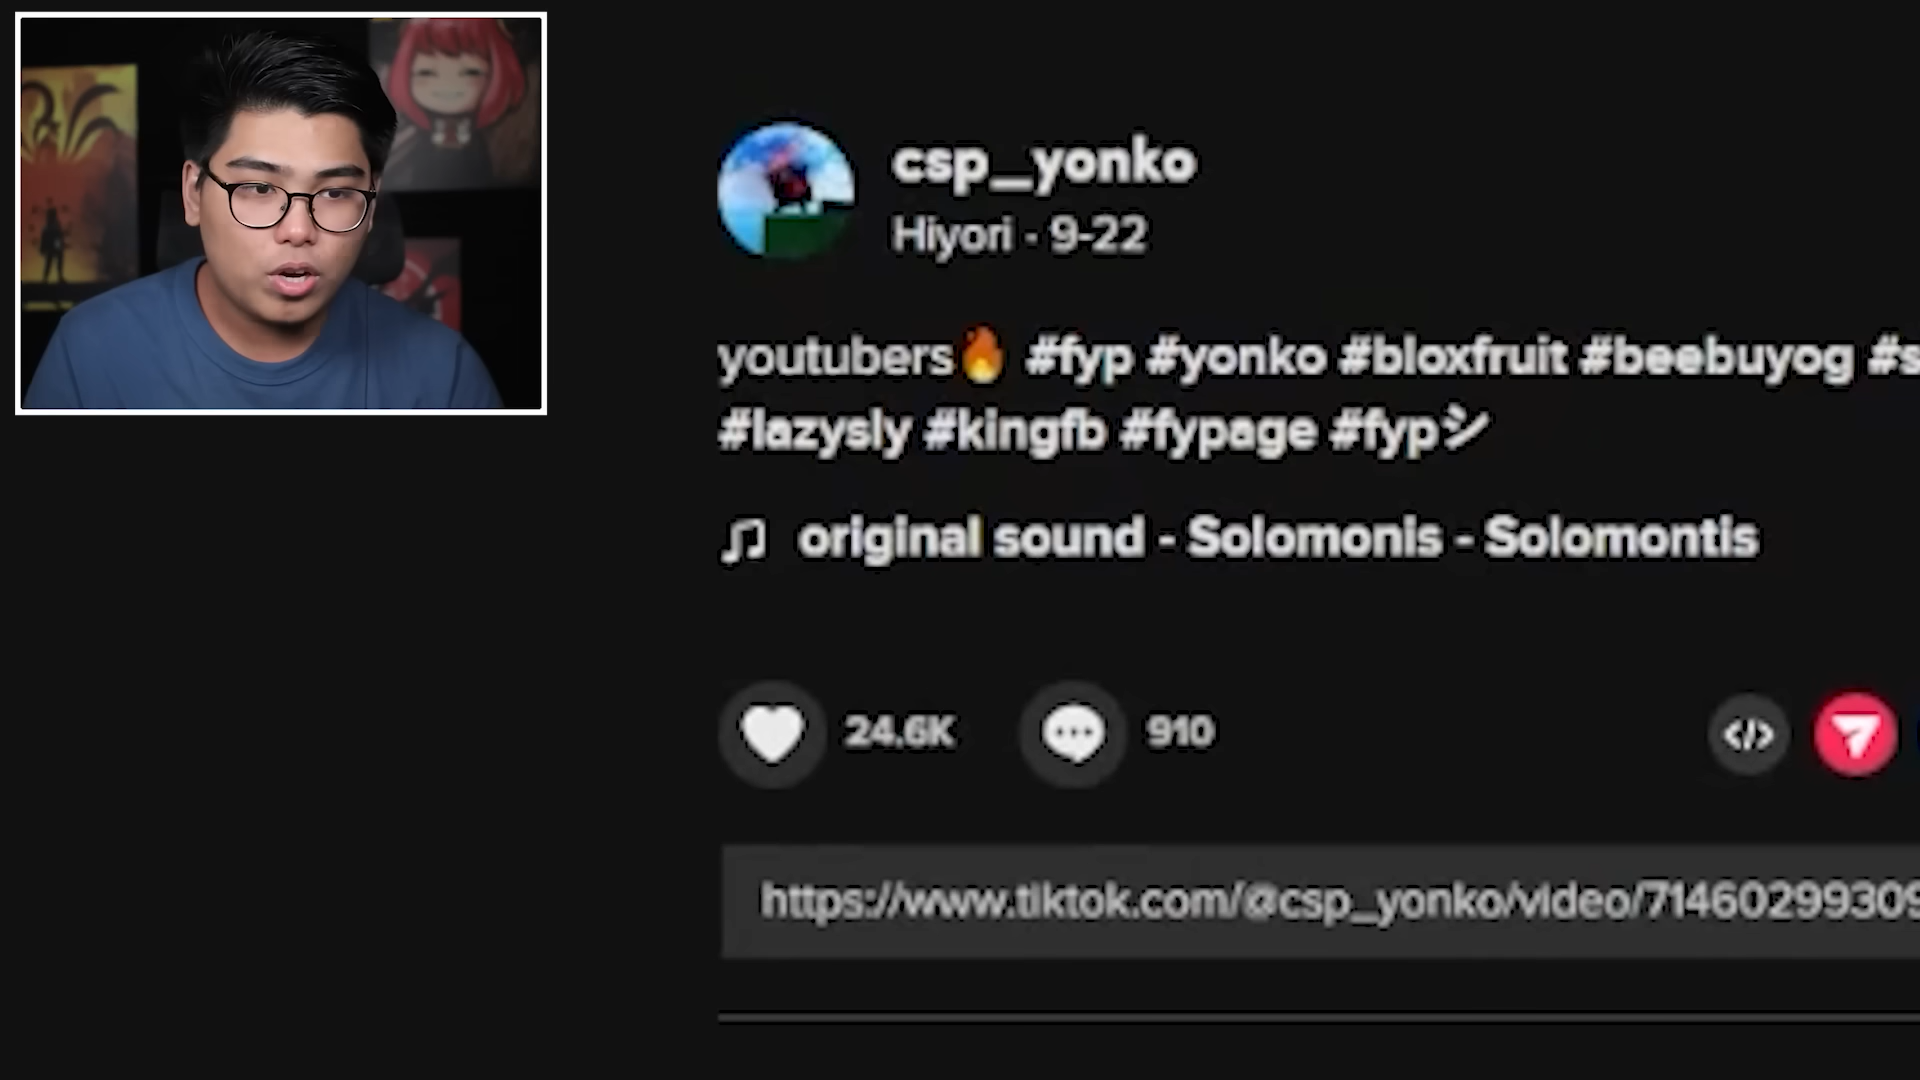 csp_yonko
Hiyori · 9-22
youtubers🔥 #fyp #yonko #bloxfruit #beebuyog #s
#lazysly #kingfb #fypage #fypシ
original sound - Solomonis - Solomontis
24.6K
910
https://www.tiktok.com/@csp_yonko/video/71460299309